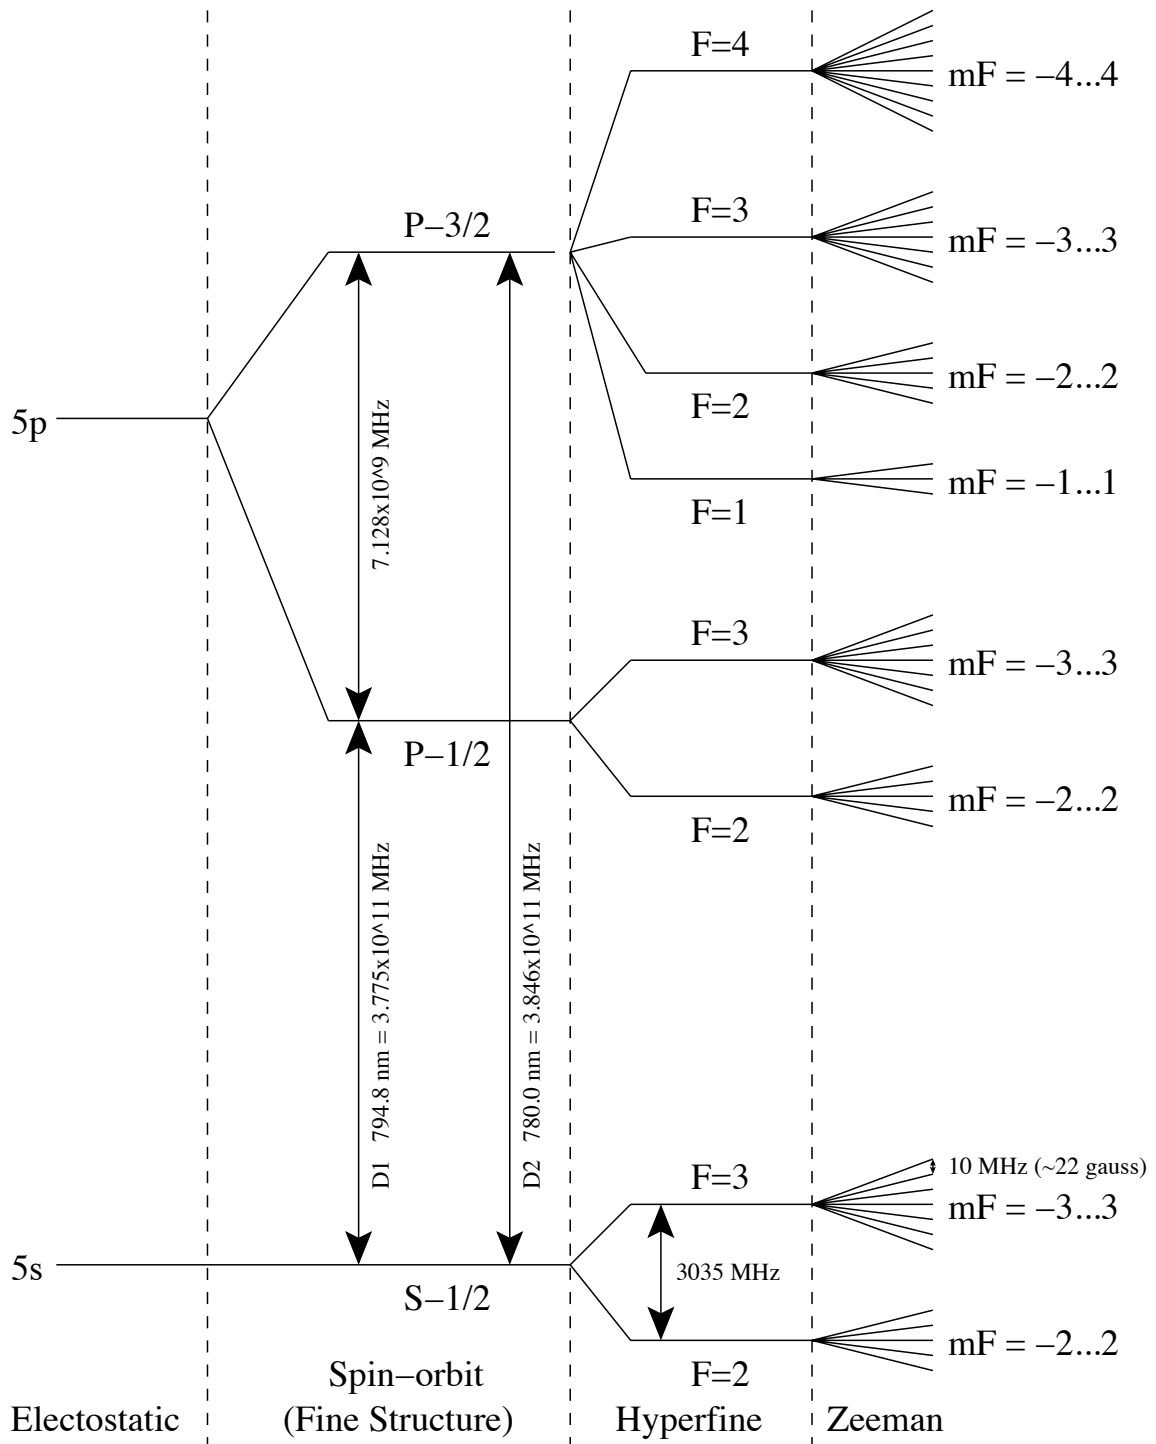 F=4
mF = −4...4
F=3
mF = −3...3
P−3/2
F=2
mF = −2...2
5p
7.128x10^9 MHz
F=1
mF = −1...1
F=3
mF = −3...3
P−1/2
F=2
mF = −2...2
D1 794.8 nm = 3.775x10^11 MHz
D2 780.0 nm = 3.846x10^11 MHz
F=3
10 MHz (~22 gauss)
mF = −3...3
5s
3035 MHz
S−1/2
F=2
mF = −2...2
Electostatic
Spin−orbit
(Fine Structure)
Hyperfine
Zeeman